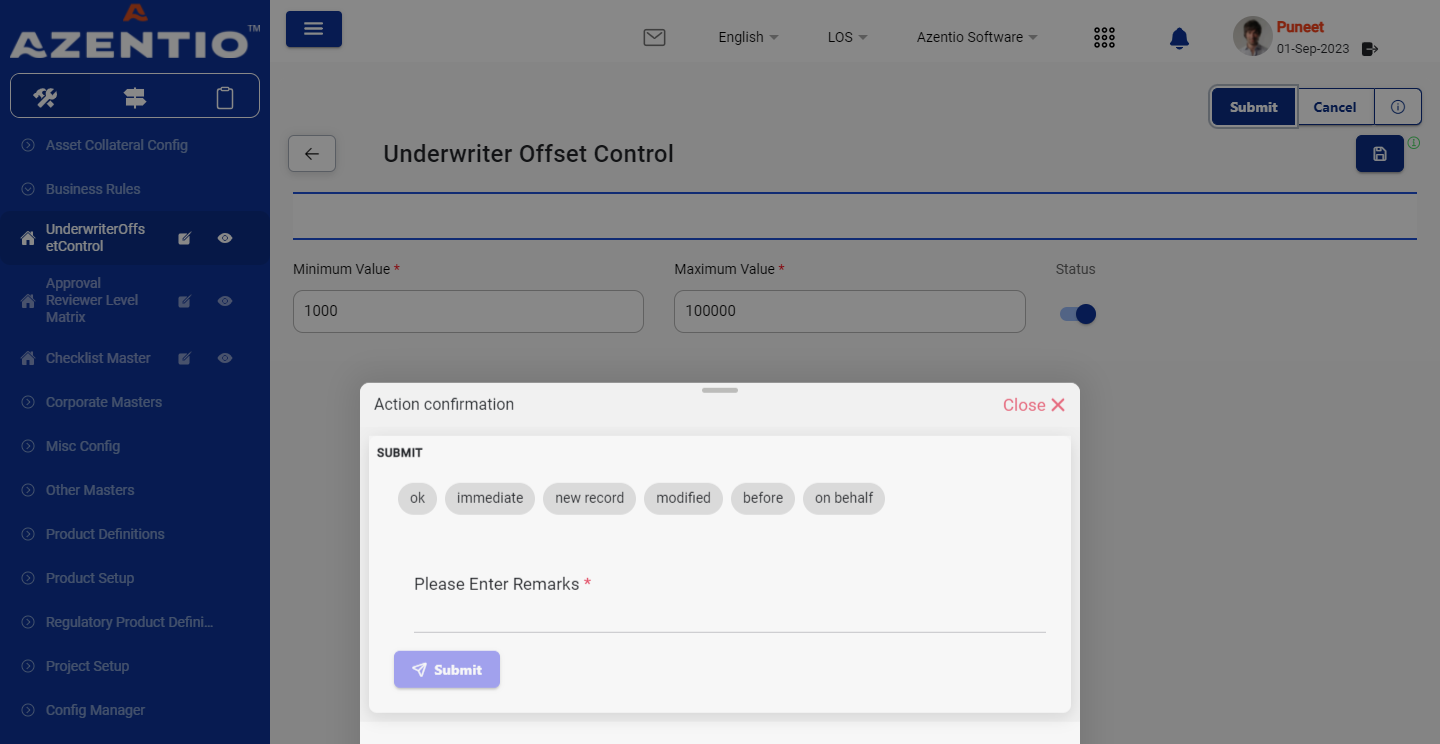 AZENTIO™
Asset Collateral Config
Business Rules
UnderwriterOffs
etControl
Approval
Reviewer Level
Matrix
Checklist Master
Corporate Masters
Misc Config
Other Masters
Product Definitions
Product Setup
Regulatory Product Defini...
Project Setup
Config Manager
English
LOS
Azentio Software
Puneet
01-Sep-2023
Submit
Cancel
Underwriter Offset Control
Minimum Value *
Maximum Value *
Status
1000
100000
Action confirmation
Close
SUBMIT
ok
immediate
new record
modified
before
on behalf
Please Enter Remarks *
Submit